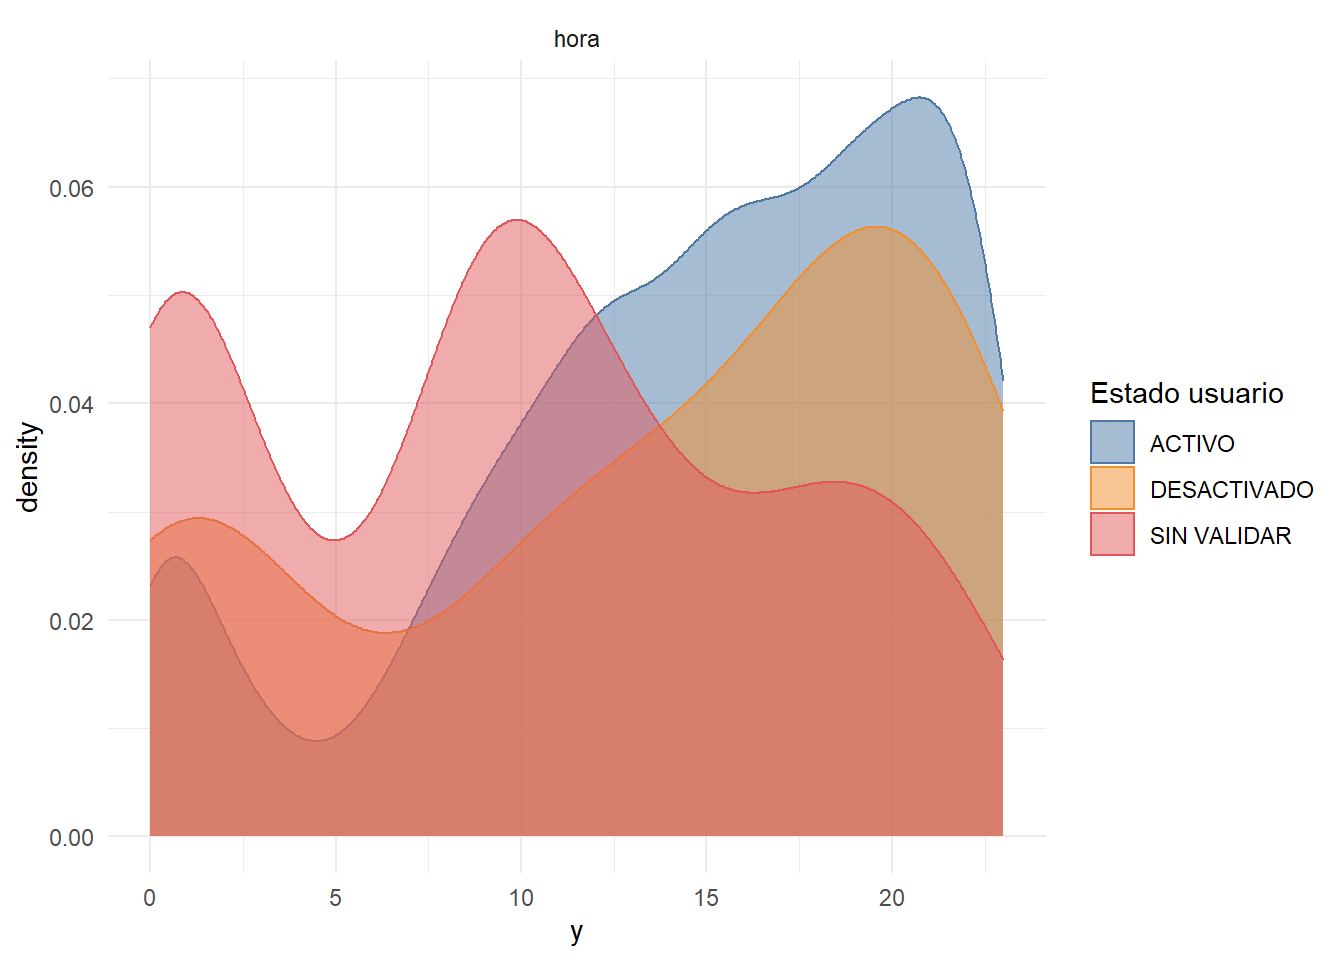 hora
0.06
0.04
0.02
0.00
density
0
5
10
15
20
y
Estado usuario
ACTIVO
DESACTIVADO
SIN VALIDAR